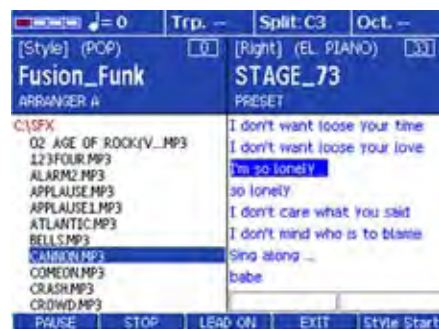 ♩=0 Trp. -- Split:C3 Oct. --
[Style] (POP) 0
Fusion_Funk
ARRANGER A
[Right] (EL PIANO) 33
STAGE_73
PRESET
C:\SFX
02 AGE OF ROCK(V...MP3
123FOUR.MP3
ALARM2.MP3
APPLAUSE.MP3
APPLAUSE1.MP3
ATLANTIC.MP3
BELLS.MP3
CANNON.MP3
COMEON.MP3
CRASH.MP3
CROWD.MP3
I don't want loose your time
I don't want loose your love
I'm so lonely
so lonely
I don't care what you said
I don't mind who is to blame
Sing along ...
babe
PAUSE STOP LEAD ON EXIT Style Start